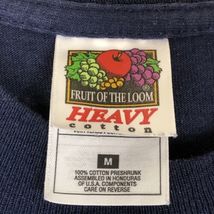 FRUIT OF THE LOOM
HEAVY
cotton
M
100% COTTON PRESHRUNK
ASSEMBLED IN HONDURAS
OF U.S.A. COMPONENTS
CARE ON REVERSE